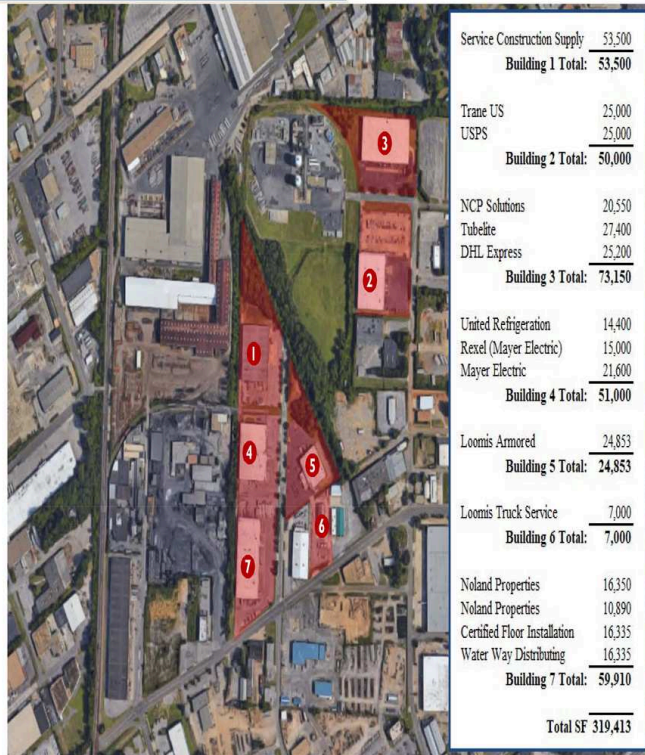 Service Construction Supply 53,500
Building 1 Total: 53,500
Trane US 25,000
USPS 25,000
Building 2 Total: 50,000
NCP Solutions 20,550
Tubelite 27,400
DHL Express 25,200
Building 3 Total: 73,150
United Refrigeration 14,400
Rexel (Mayer Electric) 15,000
Mayer Electric 21,600
Building 4 Total: 51,000
Loomis Armored 24,853
Building 5 Total: 24,853
Loomis Truck Service 7,000
Building 6 Total: 7,000
Noland Properties 16,350
Noland Properties 10,890
Certified Floor Installation 16,335
Water Way Distributing 16,335
Building 7 Total: 59,910
Total SF 319,413
3
2
1
4
5
6
7